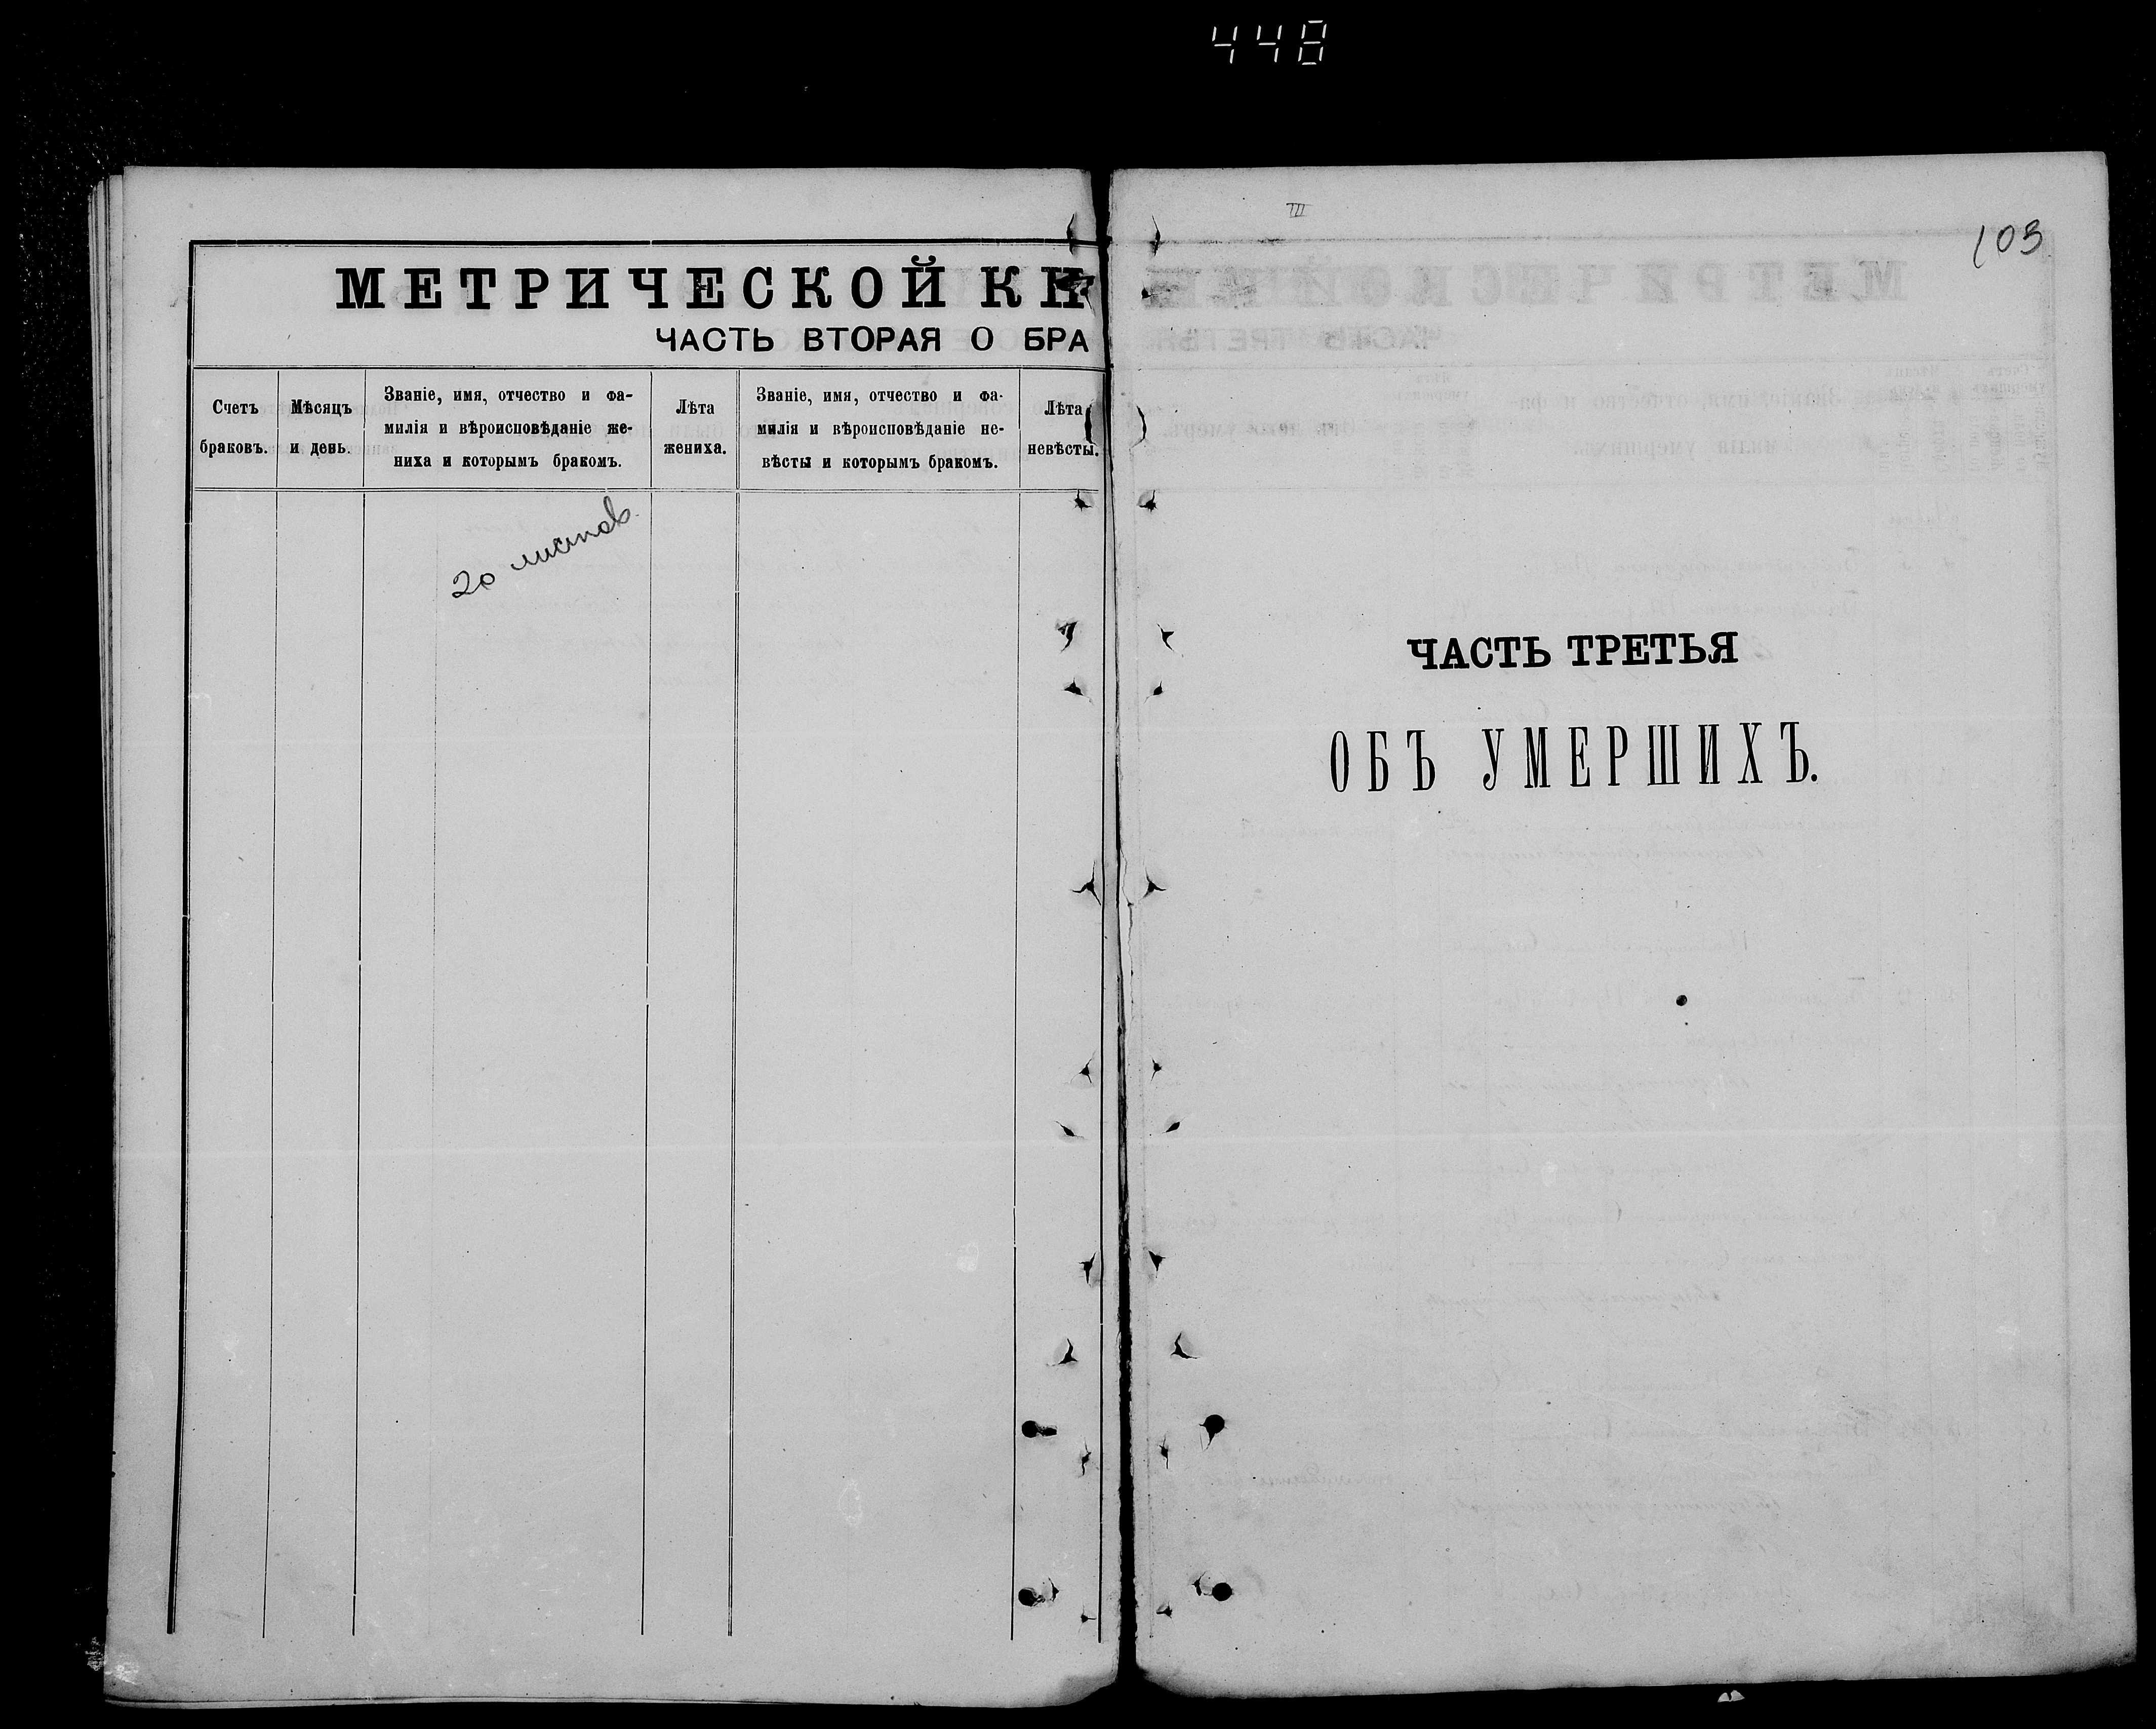 448
МЕТРИЧЕСКОЙ КН
ЧАСТЬ ВТОРАЯ О БРА
Счетъ
браковъ.
Мѣсяцъ
и день.
Званіе, имя, отчество и фа-
милія и вѣроисповѣданіе же-
ниха и которымъ бракомъ.
Лѣта
жениха.
Званіе, имя, отчество и фа-
милія и вѣроисповѣданіе не-
вѣсты и которымъ бракомъ.
Лѣта
невѣсты.
20 листов
III
103
ЧАСТЬ ТРЕТЬЯ
ОБЪ УМЕРШИХЪ.